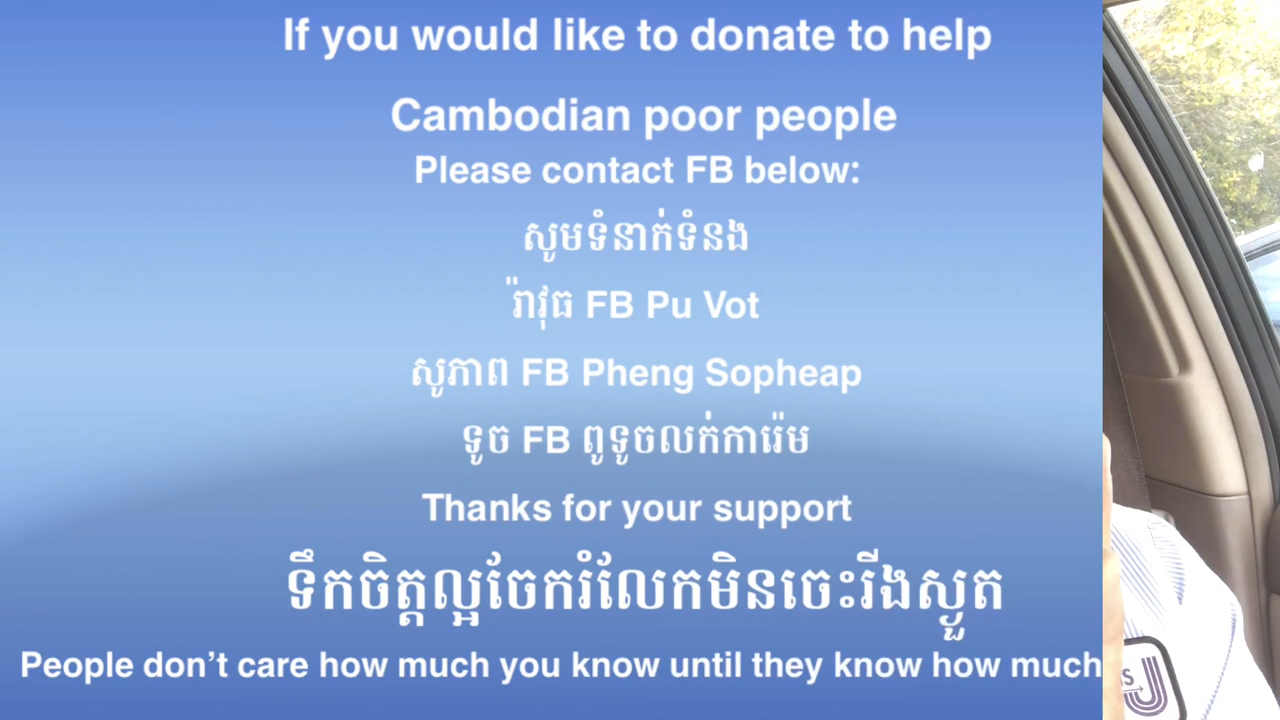 If you would like to donate to help
Cambodian poor people
Please contact FB below:
សូមទំនាក់ទំនង
រ៉ាវុធ FB Pu Vot
សូភាព FB Pheng Sopheap
ទូច FB ពូទូចលក់ការ៉េម
Thanks for your support
ទឹកចិត្តល្អចែករំលែកមិនចេះរីងស្ងួត
People don’t care how much you know until they know how much